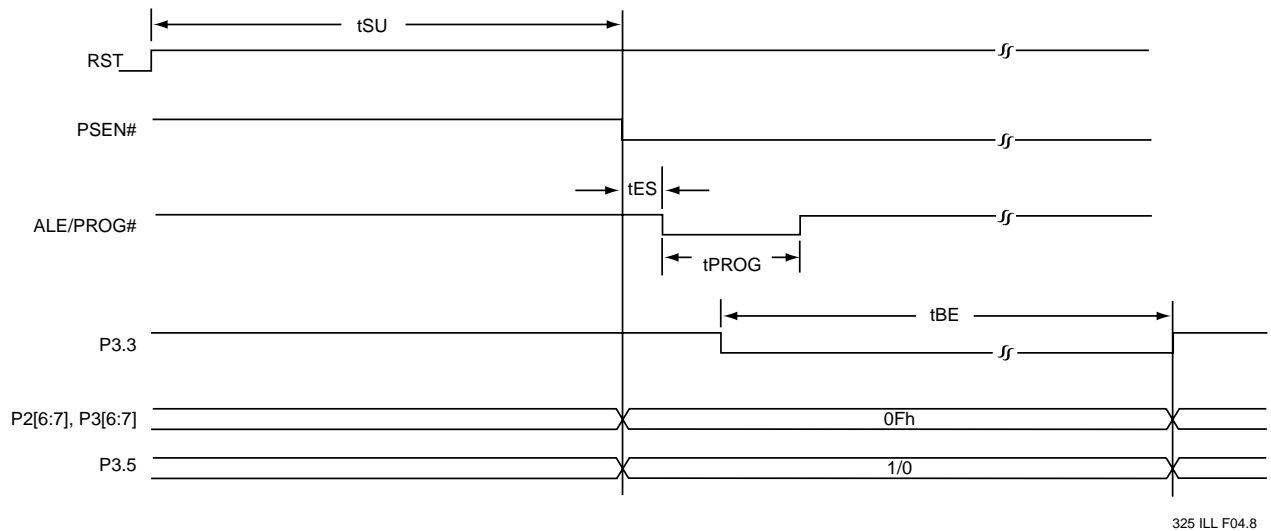 tSU
RST
PSEN#
tES
ALE/PROG#
tPROG
tBE
P3.3
P2[6:7], P3[6:7]
0Fh
P3.5
1/0
325 ILL F04.8